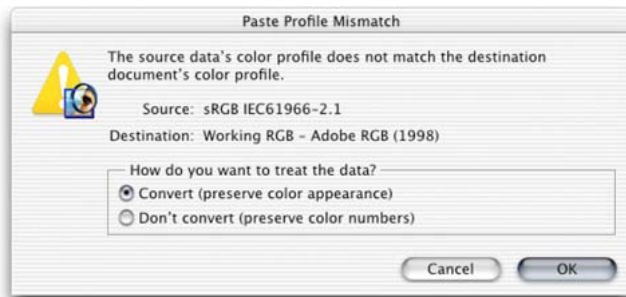 Paste Profile Mismatch
The source data's color profile does not match the destination
document's color profile.
Source: sRGB IEC61966-2.1
Destination: Working RGB - Adobe RGB (1998)
How do you want to treat the data?
Convert (preserve color appearance)
Don't convert (preserve color numbers)
Cancel
OK